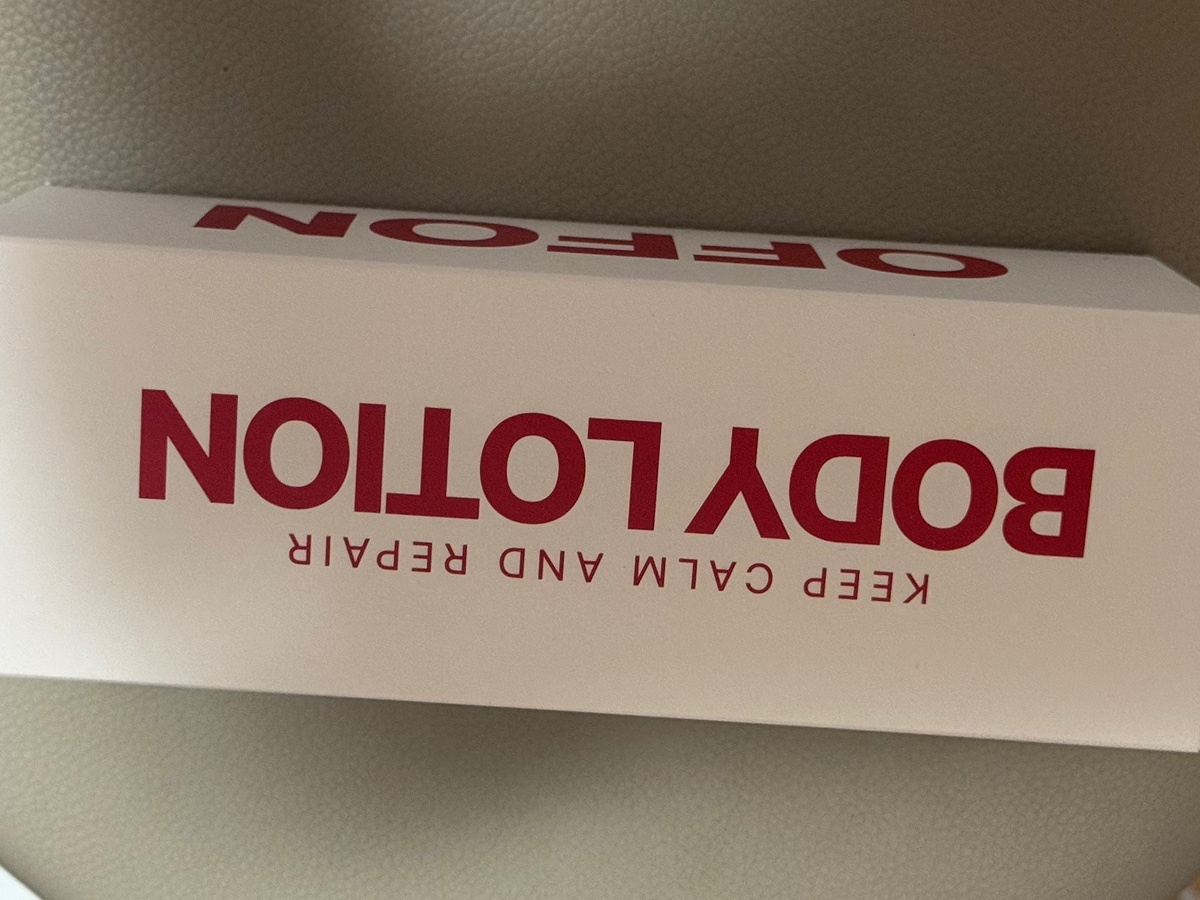 KEEP CALM AND REPAIR
BODY LOTION
OFFON